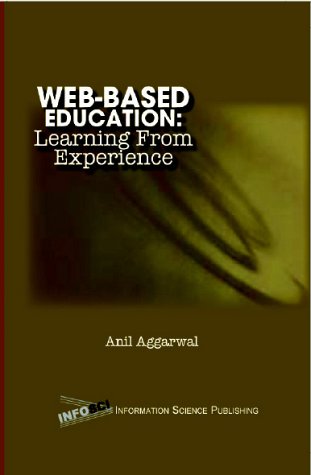 WEB-BASED
EDUCATION:
Learning From
Experience
Anil Aggarwal
INFOSCI INFORMATION SCIENCE PUBLISHING